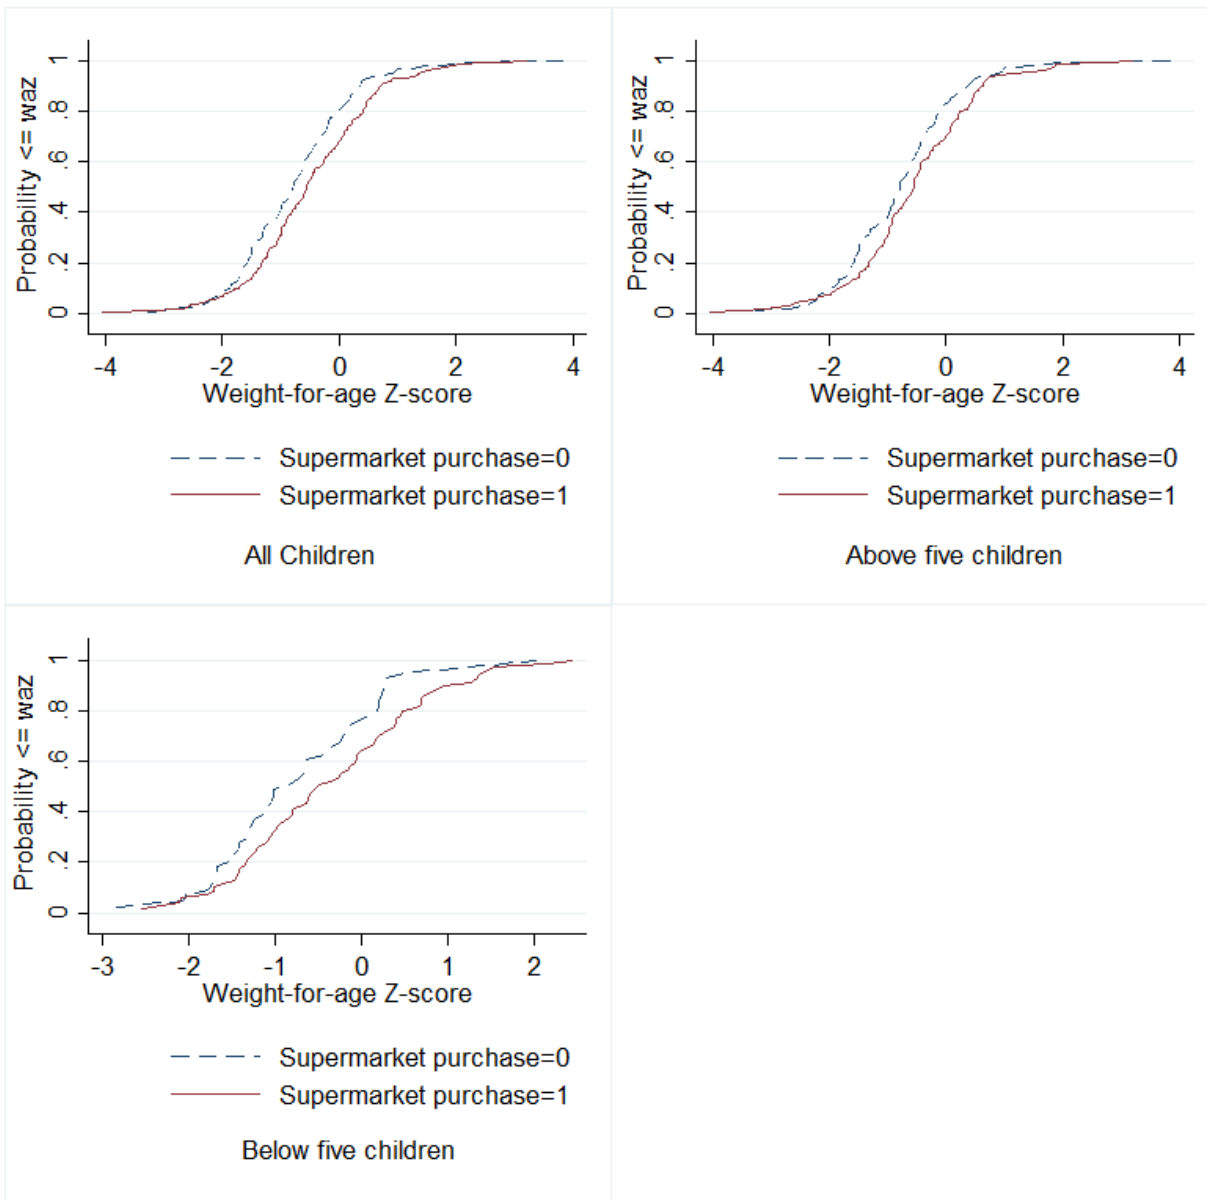 Probability <= waz
1
.8
.6
.4
.2
0
-4 -2 0 2 4
Weight-for-age Z-score
Supermarket purchase=0
Supermarket purchase=1
All Children
Probability <= waz
1
.8
.6
.4
.2
0
-4 -2 0 2 4
Weight-for-age Z-score
Supermarket purchase=0
Supermarket purchase=1
Above five children
Probability <= waz
1
.8
.6
.4
.2
0
-3 -2 -1 0 1 2
Weight-for-age Z-score
Supermarket purchase=0
Supermarket purchase=1
Below five children